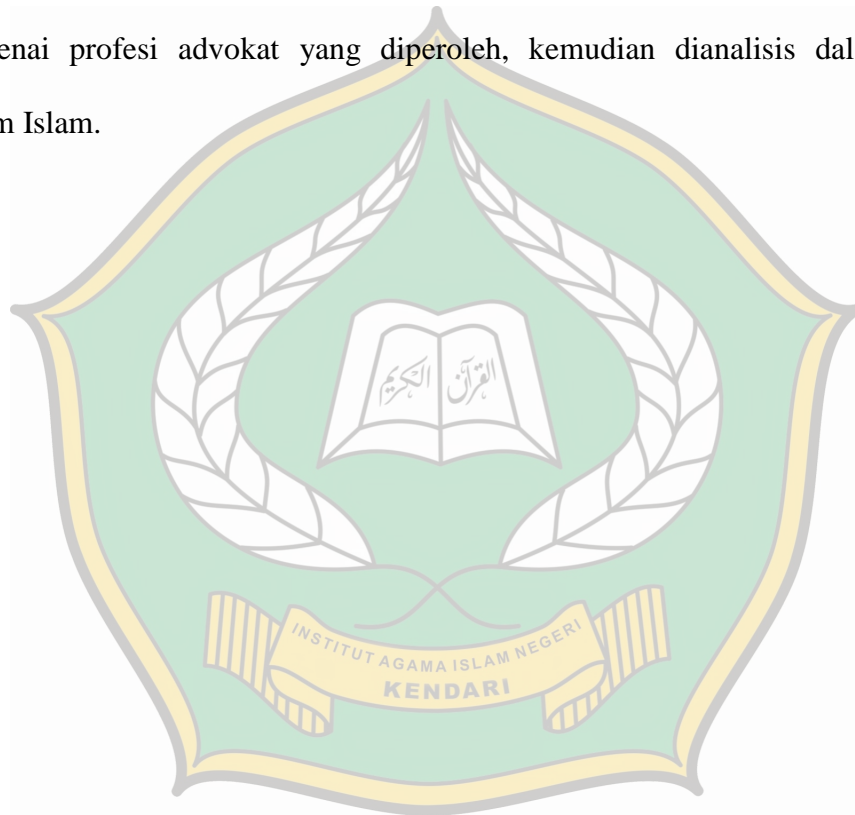 enai profesi advokat yang diperoleh, kemudian dianalisis dal
m Islam.
القرآن الكريم
INSTITUT AGAMA ISLAM NEGERI
KENDARI